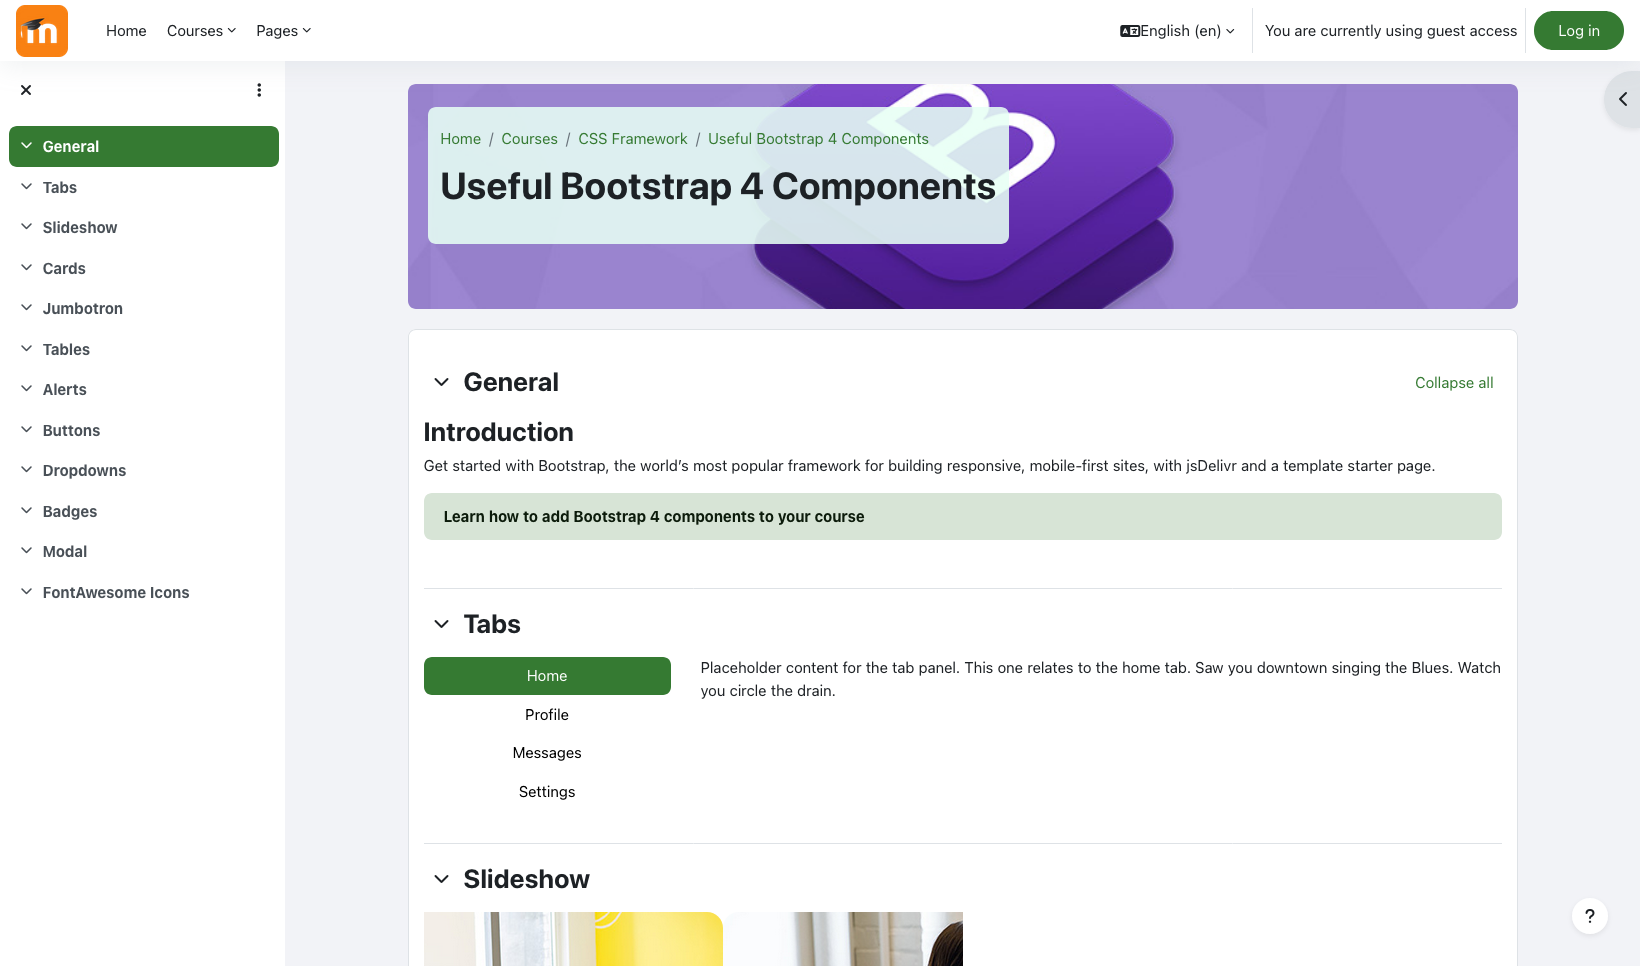 Home Courses Pages English (en) You are currently using guest access Log in
General
Tabs
Slideshow
Cards
Jumbotron
Tables
Alerts
Buttons
Dropdowns
Badges
Modal
FontAwesome Icons
Home / Courses / CSS Framework / Useful Bootstrap 4 Components
Useful Bootstrap 4 Components
General
Collapse all
Introduction
Get started with Bootstrap, the world’s most popular framework for building responsive, mobile-first sites, with jsDelivr and a template starter page.
Learn how to add Bootstrap 4 components to your course
Tabs
Home
Profile
Messages
Settings
Placeholder content for the tab panel. This one relates to the home tab. Saw you downtown singing the Blues. Watch
you circle the drain.
Slideshow
?